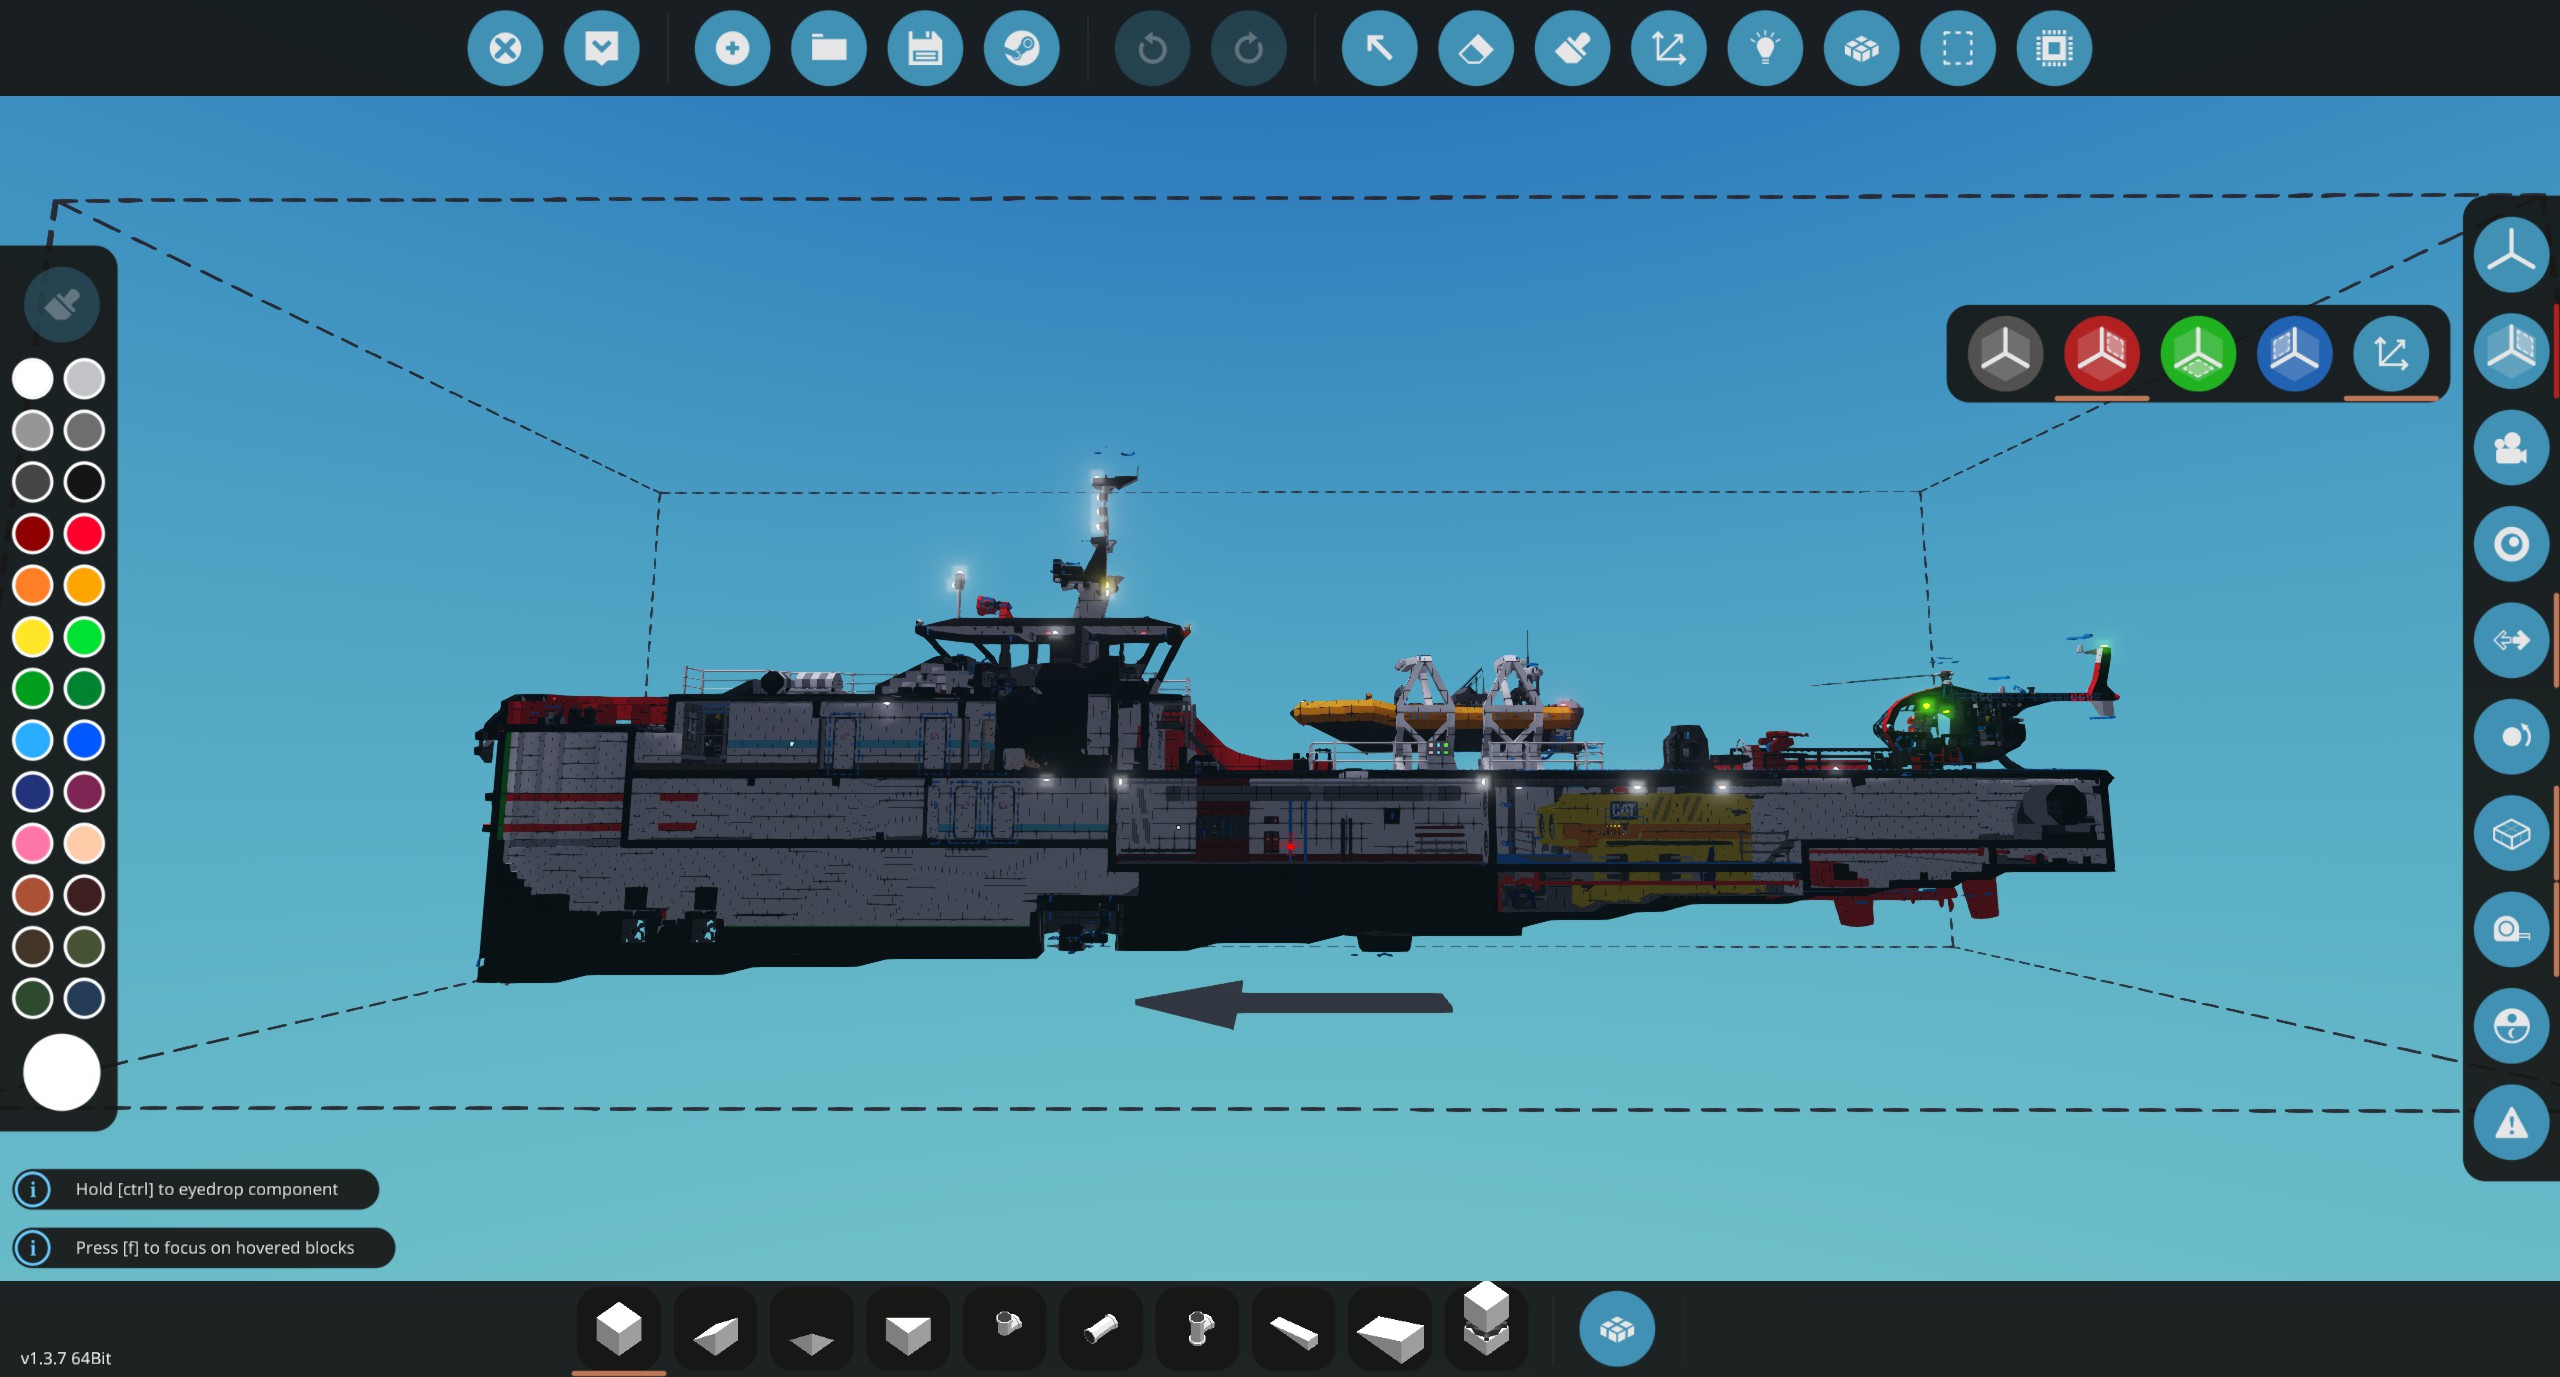 Hold [ctrl] to eyedrop component
Press [f] to focus on hovered blocks
v1.3.7 64Bit